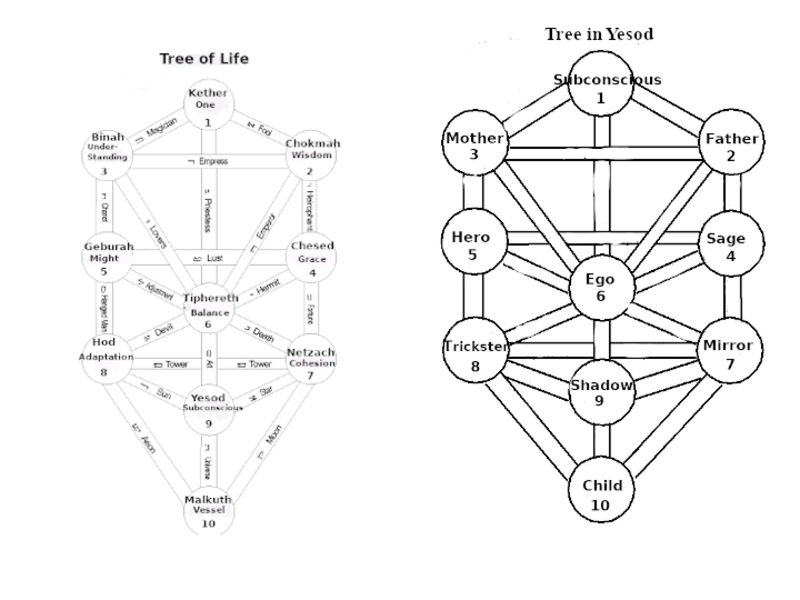 Tree of Life
Kether
One
1
Magician
Fool
Binah
Under-
Standing
3
Chokmah
Wisdom
2
Empress
Chariot
Lovers
Priestess
Emperor
Hierophant
Geburah
Might
5
Chesed
Grace
4
Lust
Adjustment
Hermit
Hanged Man
Fortune
Tiphereth
Balance
6
Devil
Death
Hod
Adaptation
8
Netzach
Cohesion
7
Tower
Art
Tower
Sun
Star
Yesod
Subconscious
9
Aeon
Universe
Moon
Malkuth
Vessel
10
Tree in Yesod
Subconscious
1
Mother
3
Father
2
Hero
5
Sage
4
Ego
6
Trickster
8
Mirror
7
Shadow
9
Child
10